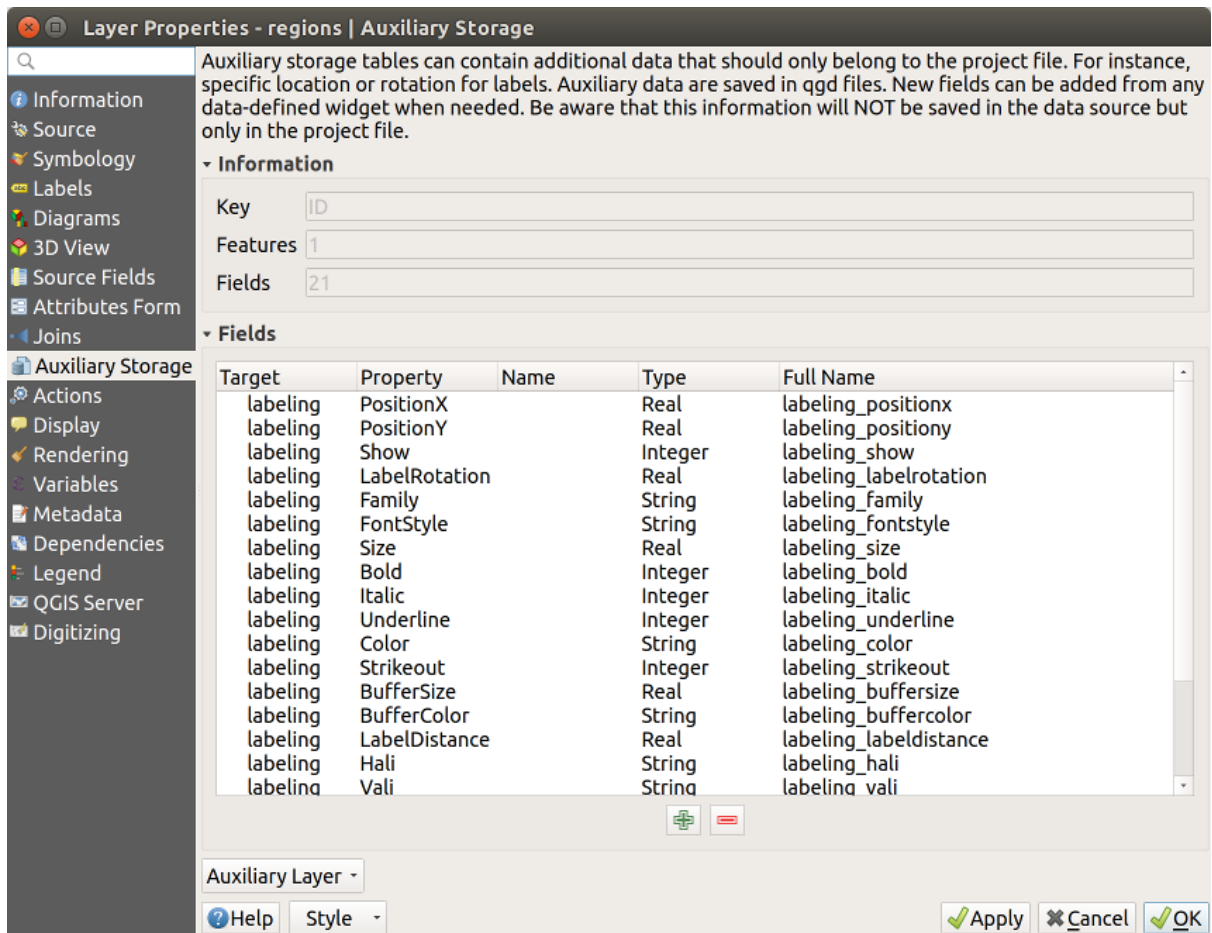 Layer Properties - regions | Auxiliary Storage
Information
Source
Symbology
Labels
Diagrams
3D View
Source Fields
Attributes Form
Joins
Auxiliary Storage
Actions
Display
Rendering
Variables
Metadata
Dependencies
Legend
QGIS Server
Digitizing
Auxiliary storage tables can contain additional data that should only belong to the project file. For instance,
specific location or rotation for labels. Auxiliary data are saved in qgd files. New fields can be added from any
data-defined widget when needed. Be aware that this information will NOT be saved in the data source but
only in the project file.
Information
Key ID
Features 1
Fields 21
Fields
Target Property Name Type Full Name
labeling PositionX Real labeling_positionx
labeling PositionY Real labeling_positiony
labeling Show Integer labeling_show
labeling LabelRotation Real labeling_labelrotation
labeling Family String labeling_family
labeling FontStyle String labeling_fontstyle
labeling Size Real labeling_size
labeling Bold Integer labeling_bold
labeling Italic Integer labeling_italic
labeling Underline Integer labeling_underline
labeling Color String labeling_color
labeling Strikeout Integer labeling_strikeout
labeling BufferSize Real labeling_buffersize
labeling BufferColor String labeling_buffercolor
labeling LabelDistance Real labeling_labeldistance
labeling Hali String labeling_hali
labeling Vali String labeling_vali
Auxiliary Layer
Help Style Apply Cancel OK